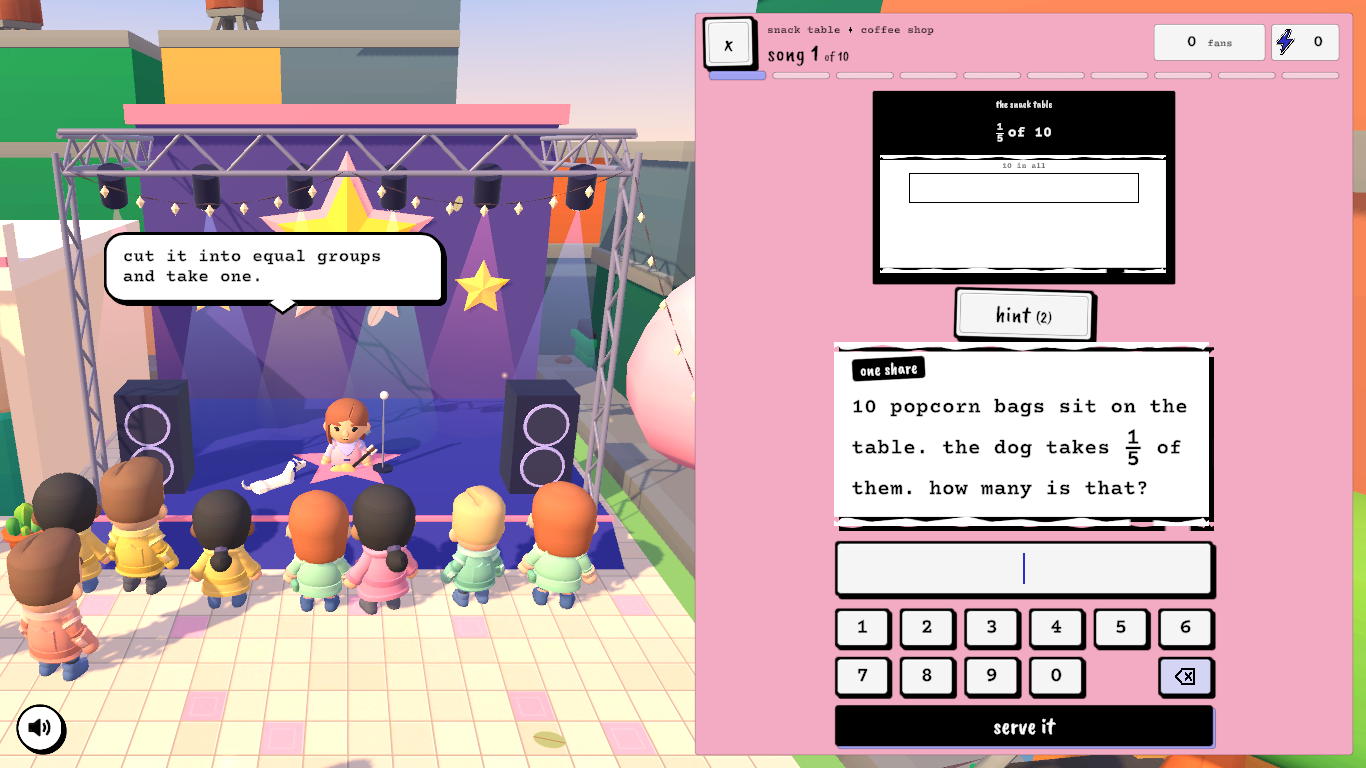 x
snack table ♦ coffee shop
song 1 of 10
0 fans
0
the snack table
1/5 of 10
10 in all
hint (2)
cut it into equal groups
and take one.
one share
10 popcorn bags sit on the
table. the dog takes 1/5 of
them. how many is that?
1 2 3 4 5 6
7 8 9 0
serve it